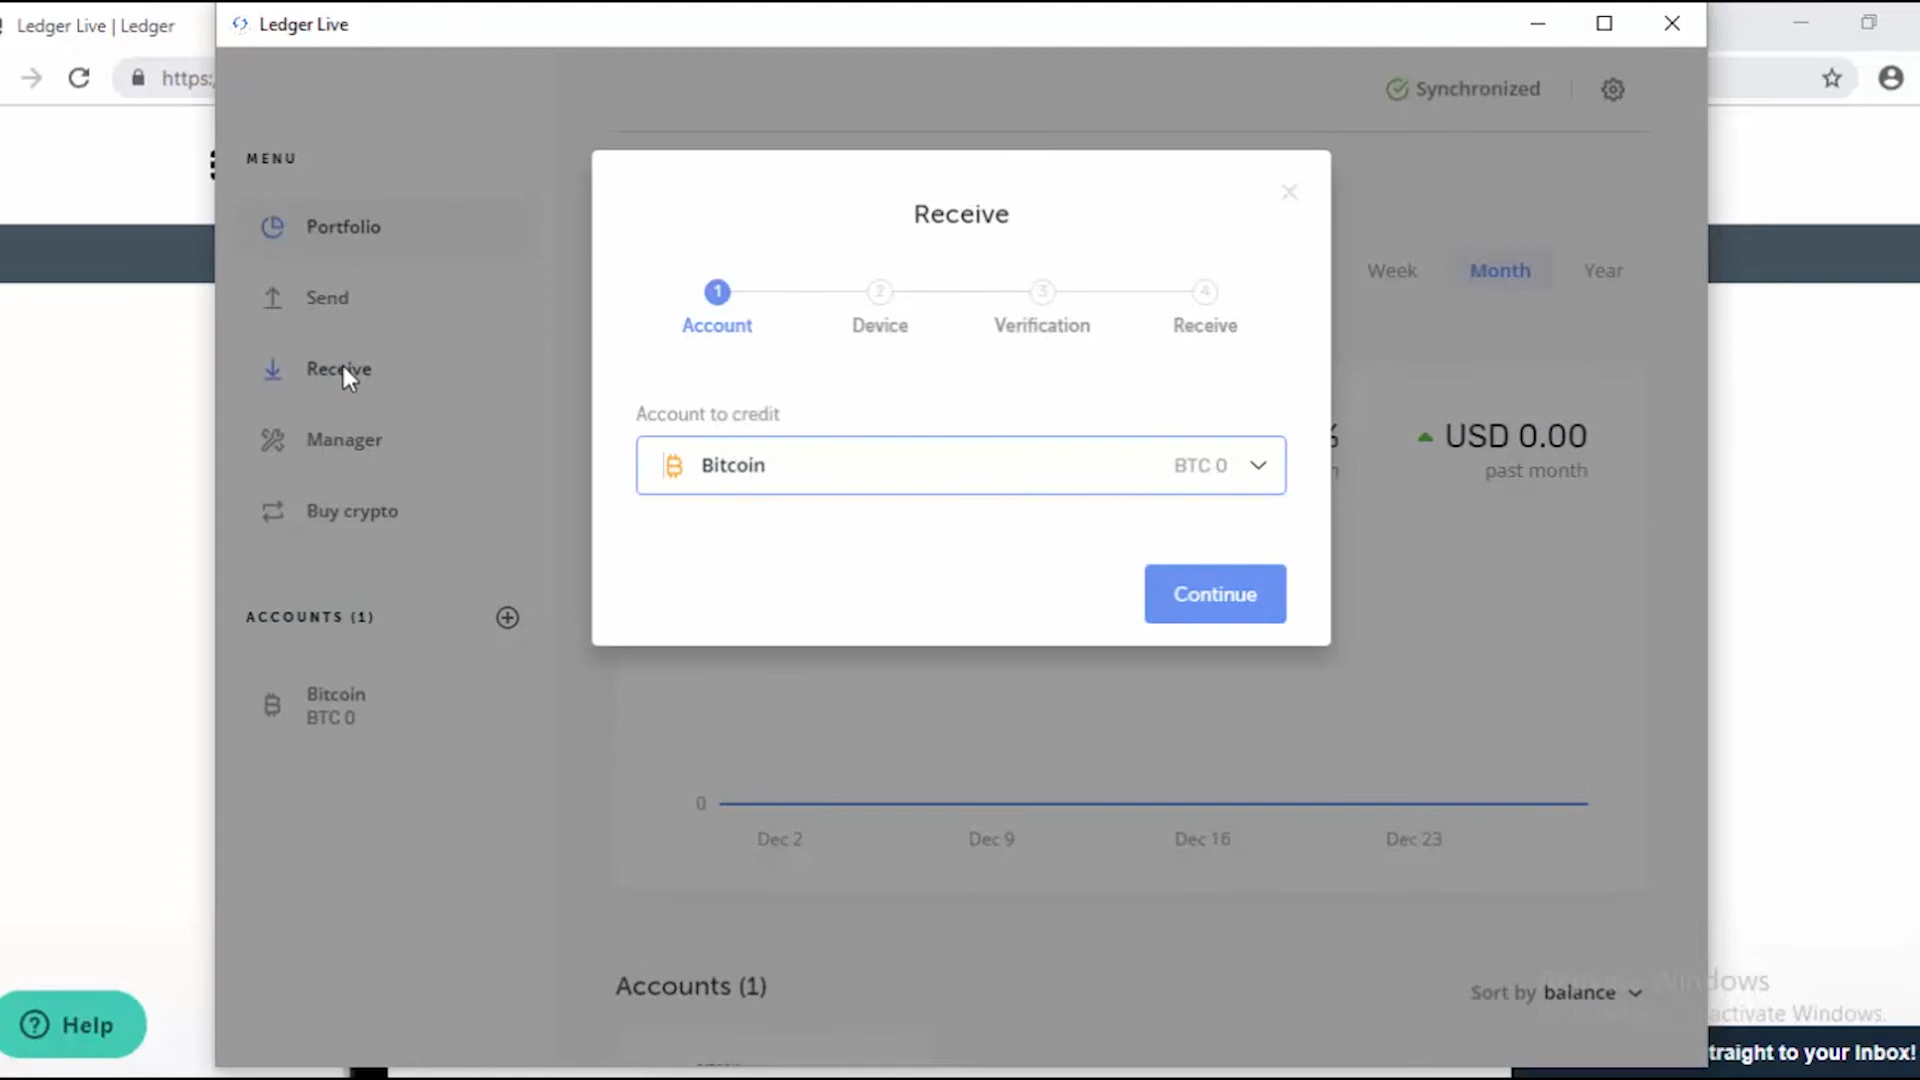 Ledger Live | Ledger
Ledger Live
https:
Synchronized
MENU
Portfolio
Send
Receive
Manager
Buy crypto
ACCOUNTS (1)
Bitcoin
BTC 0
Receive
1
2
3
4
Account
Device
Verification
Receive
Account to credit
Bitcoin
BTC 0
Continue
Week
Month
Year
USD 0.00
past month
0
Dec 2
Dec 9
Dec 16
Dec 23
Accounts (1)
Sort by balance
Windows
activate Windows.
Help
traight to your Inbox!